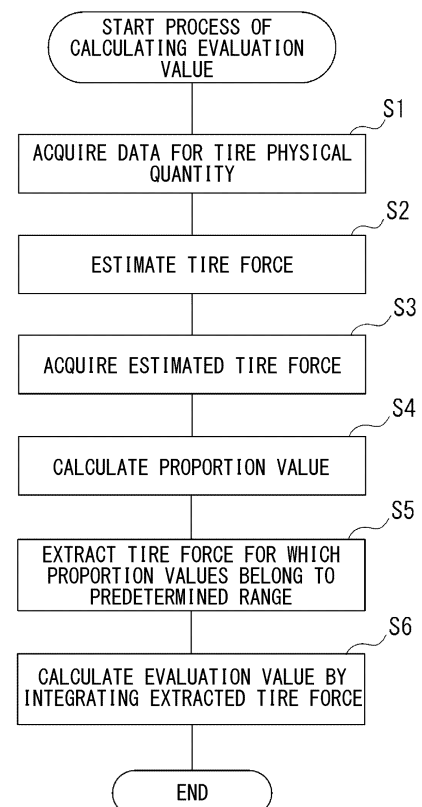 START PROCESS OF
CALCULATING EVALUATION
VALUE
S1
ACQUIRE DATA FOR TIRE PHYSICAL
QUANTITY
S2
ESTIMATE TIRE FORCE
S3
ACQUIRE ESTIMATED TIRE FORCE
S4
CALCULATE PROPORTION VALUE
S5
EXTRACT TIRE FORCE FOR WHICH
PROPORTION VALUES BELONG TO
PREDETERMINED RANGE
S6
CALCULATE EVALUATION VALUE BY
INTEGRATING EXTRACTED TIRE FORCE
END